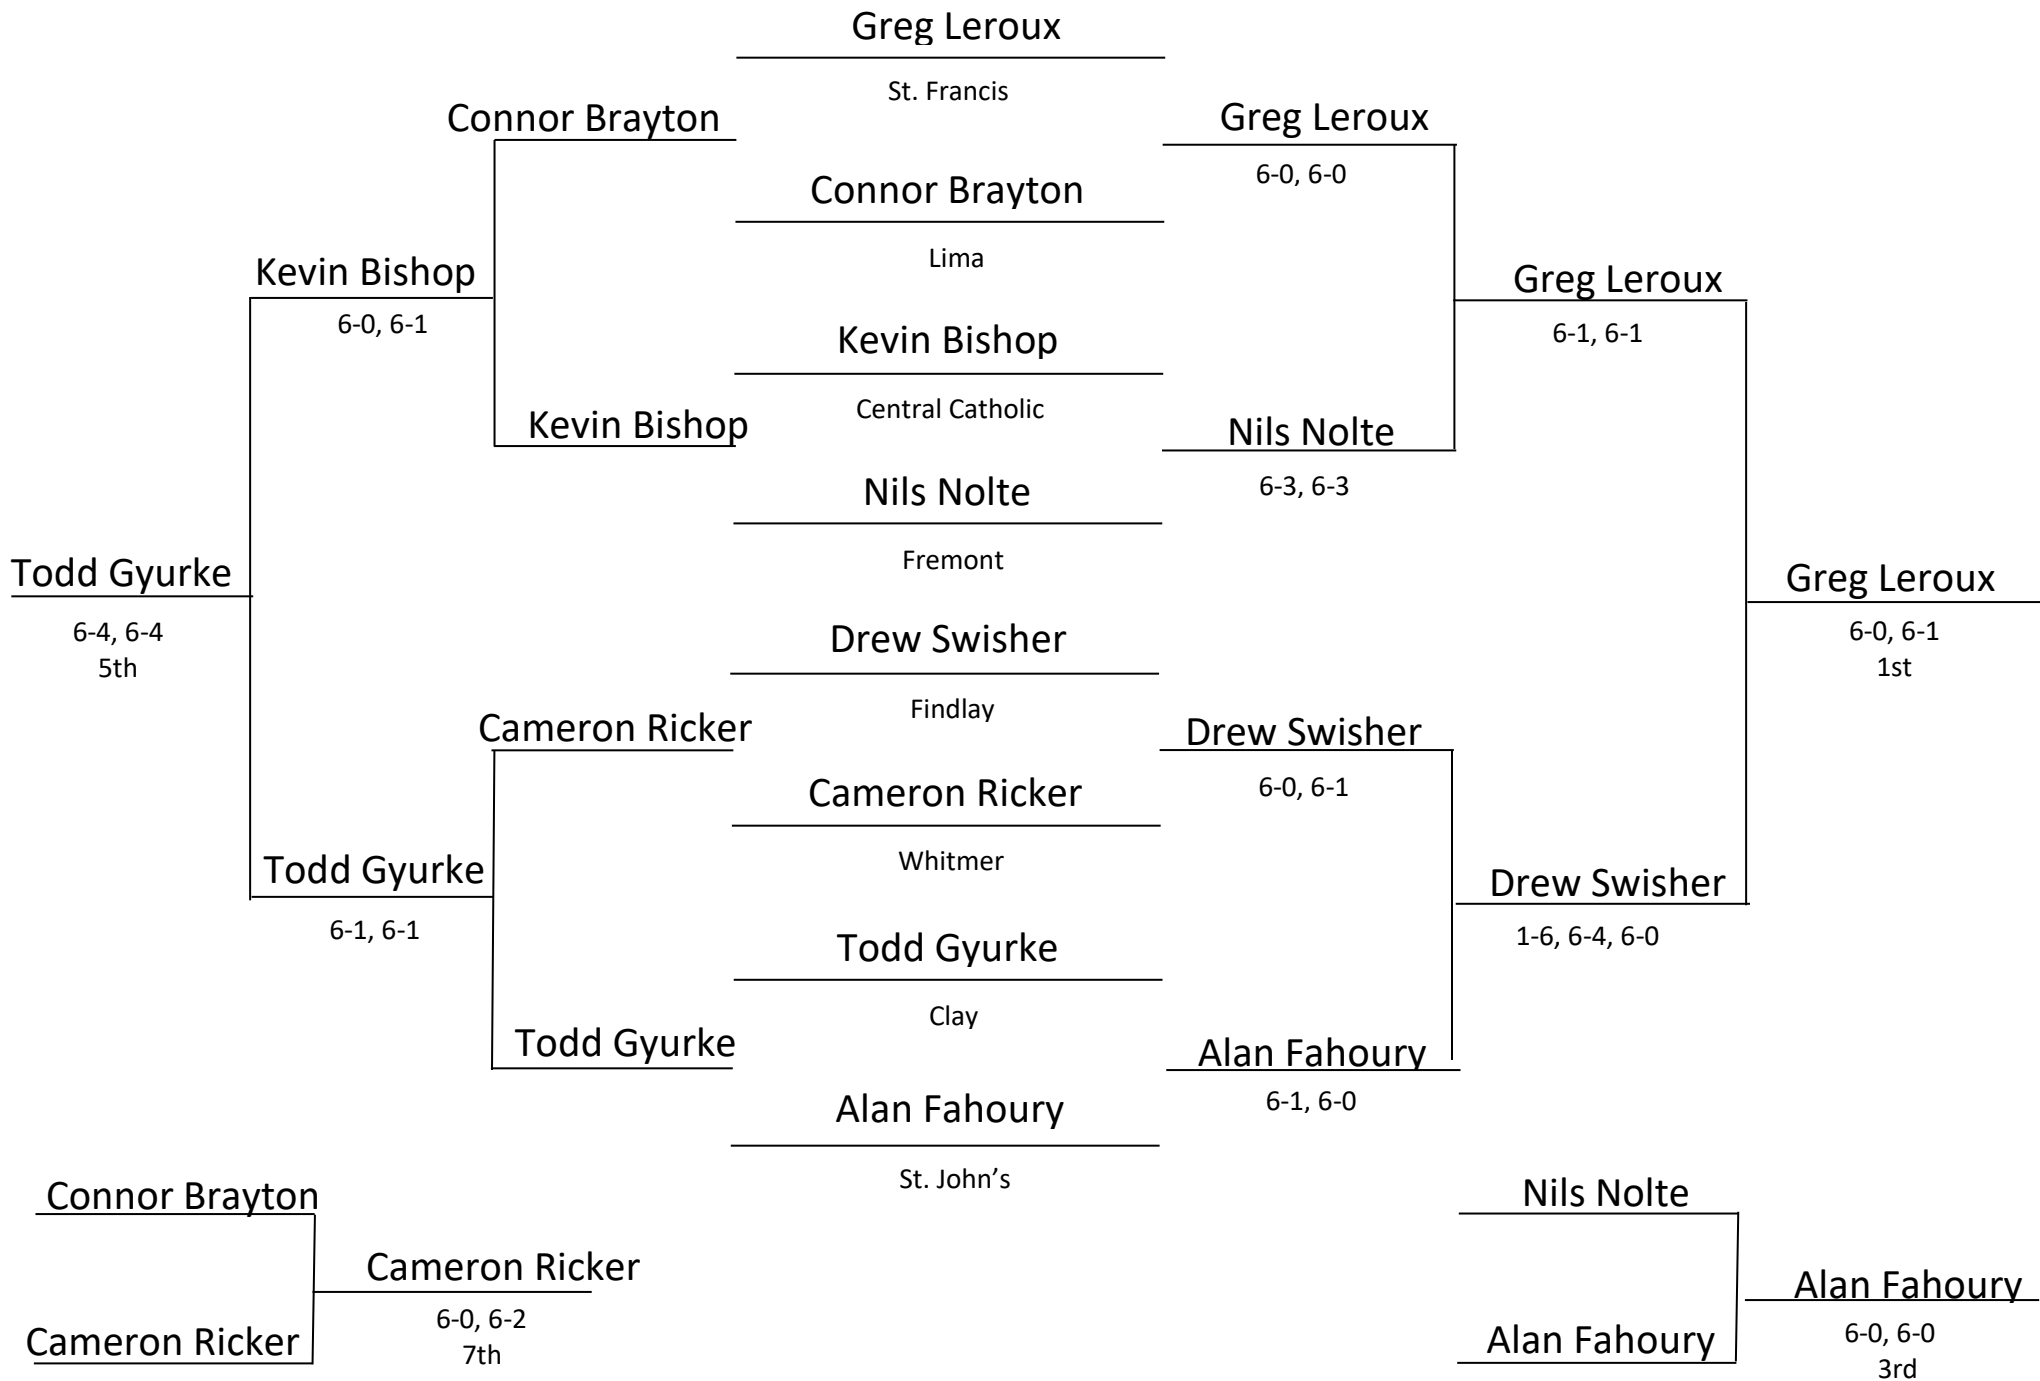 Greg Leroux
St. Francis
Connor Brayton
Greg Leroux
6-0, 6-0
Connor Brayton
Lima
Kevin Bishop
6-0, 6-1
Greg Leroux
6-1, 6-1
Kevin Bishop
Central Catholic
Kevin Bishop
Nils Nolte
6-3, 6-3
Nils Nolte
Fremont
Todd Gyurke
6-4, 6-4
5th
Greg Leroux
6-0, 6-1
1st
Drew Swisher
Findlay
Cameron Ricker
Drew Swisher
6-0, 6-1
Cameron Ricker
Whitmer
Todd Gyurke
6-1, 6-1
Drew Swisher
1-6, 6-4, 6-0
Todd Gyurke
Clay
Todd Gyurke
Alan Fahoury
6-1, 6-0
Alan Fahoury
St. John’s
Connor Brayton
Cameron Ricker
6-0, 6-2
7th
Cameron Ricker
Nils Nolte
Alan Fahoury
6-0, 6-0
3rd
Alan Fahoury